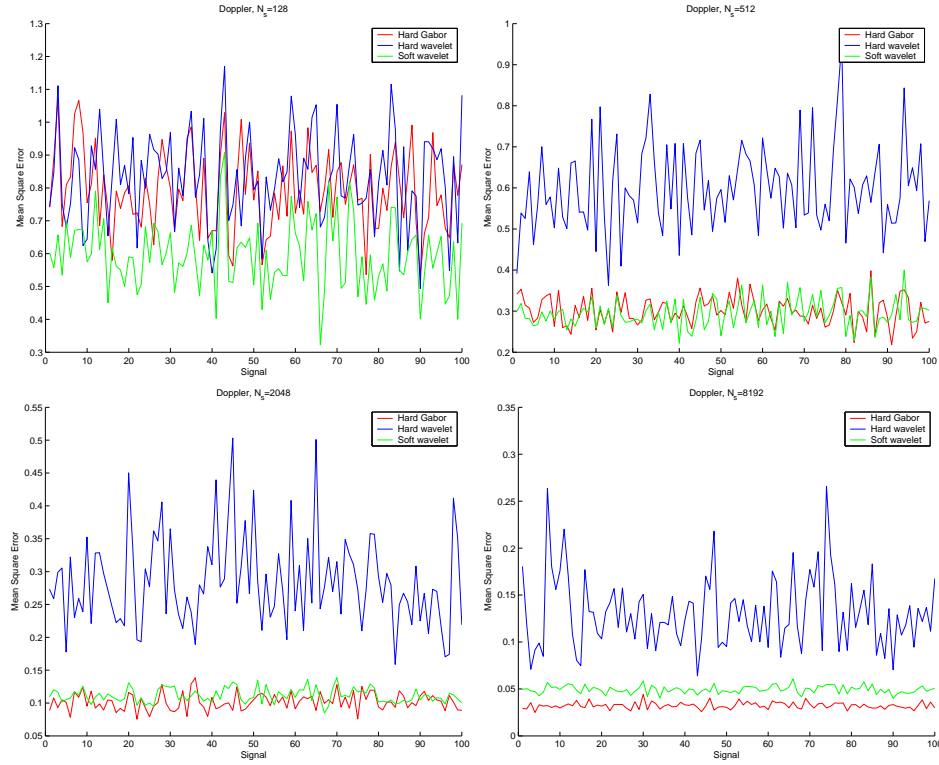 Doppler, N_s=128
Mean Square Error
1.3
1.2
1.1
1
0.9
0.8
0.7
0.6
0.5
0.4
0.3
0 10 20 30 40 50 60 70 80 90 100
Signal
Hard Gabor
Hard wavelet
Soft wavelet
Doppler, N_s=512
Mean Square Error
1
0.9
0.8
0.7
0.6
0.5
0.4
0.3
0.2
0 10 20 30 40 50 60 70 80 90 100
Signal
Hard Gabor
Hard wavelet
Soft wavelet
Doppler, N_s=2048
Mean Square Error
0.55
0.5
0.45
0.4
0.35
0.3
0.25
0.2
0.15
0.1
0.05
0 10 20 30 40 50 60 70 80 90 100
Signal
Hard Gabor
Hard wavelet
Soft wavelet
Doppler, N_s=8192
Mean Square Error
0.35
0.3
0.25
0.2
0.15
0.1
0.05
0
0 10 20 30 40 50 60 70 80 90 100
Signal
Hard Gabor
Hard wavelet
Soft wavelet